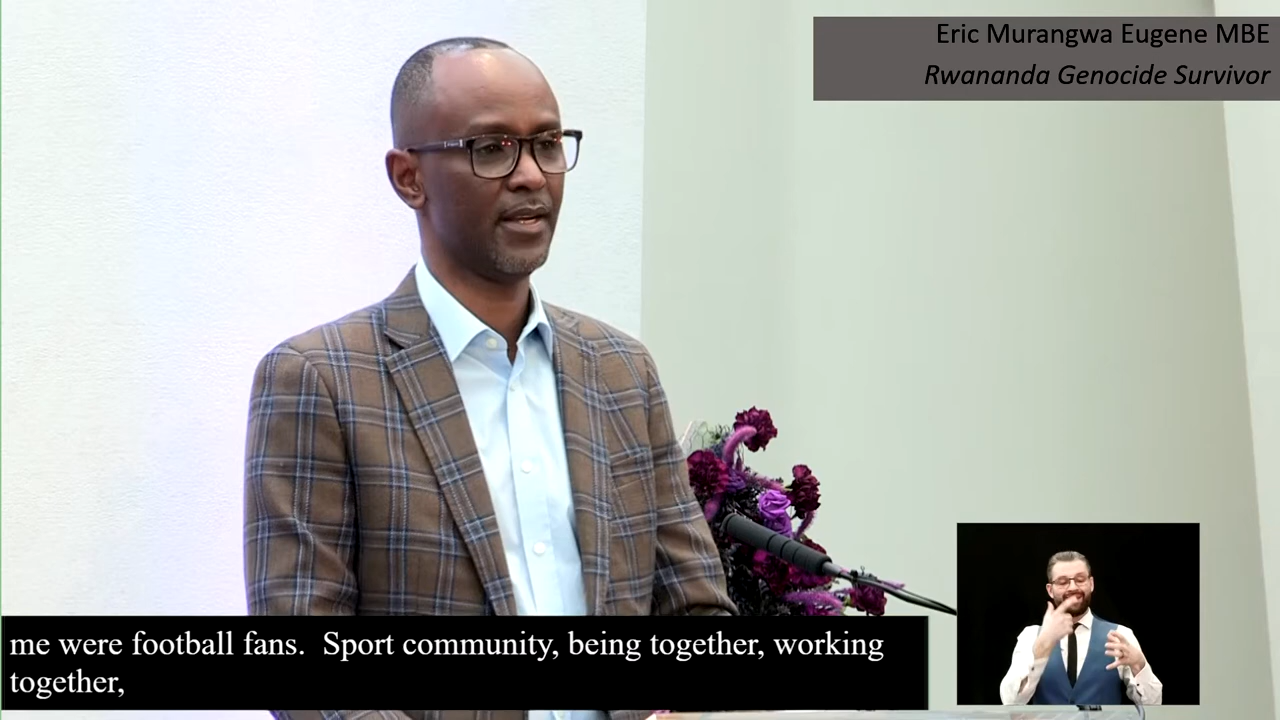 Eric Murangwa Eugene MBE
Rwananda Genocide Survivor
me were football fans.  Sport community, being together, working
together,